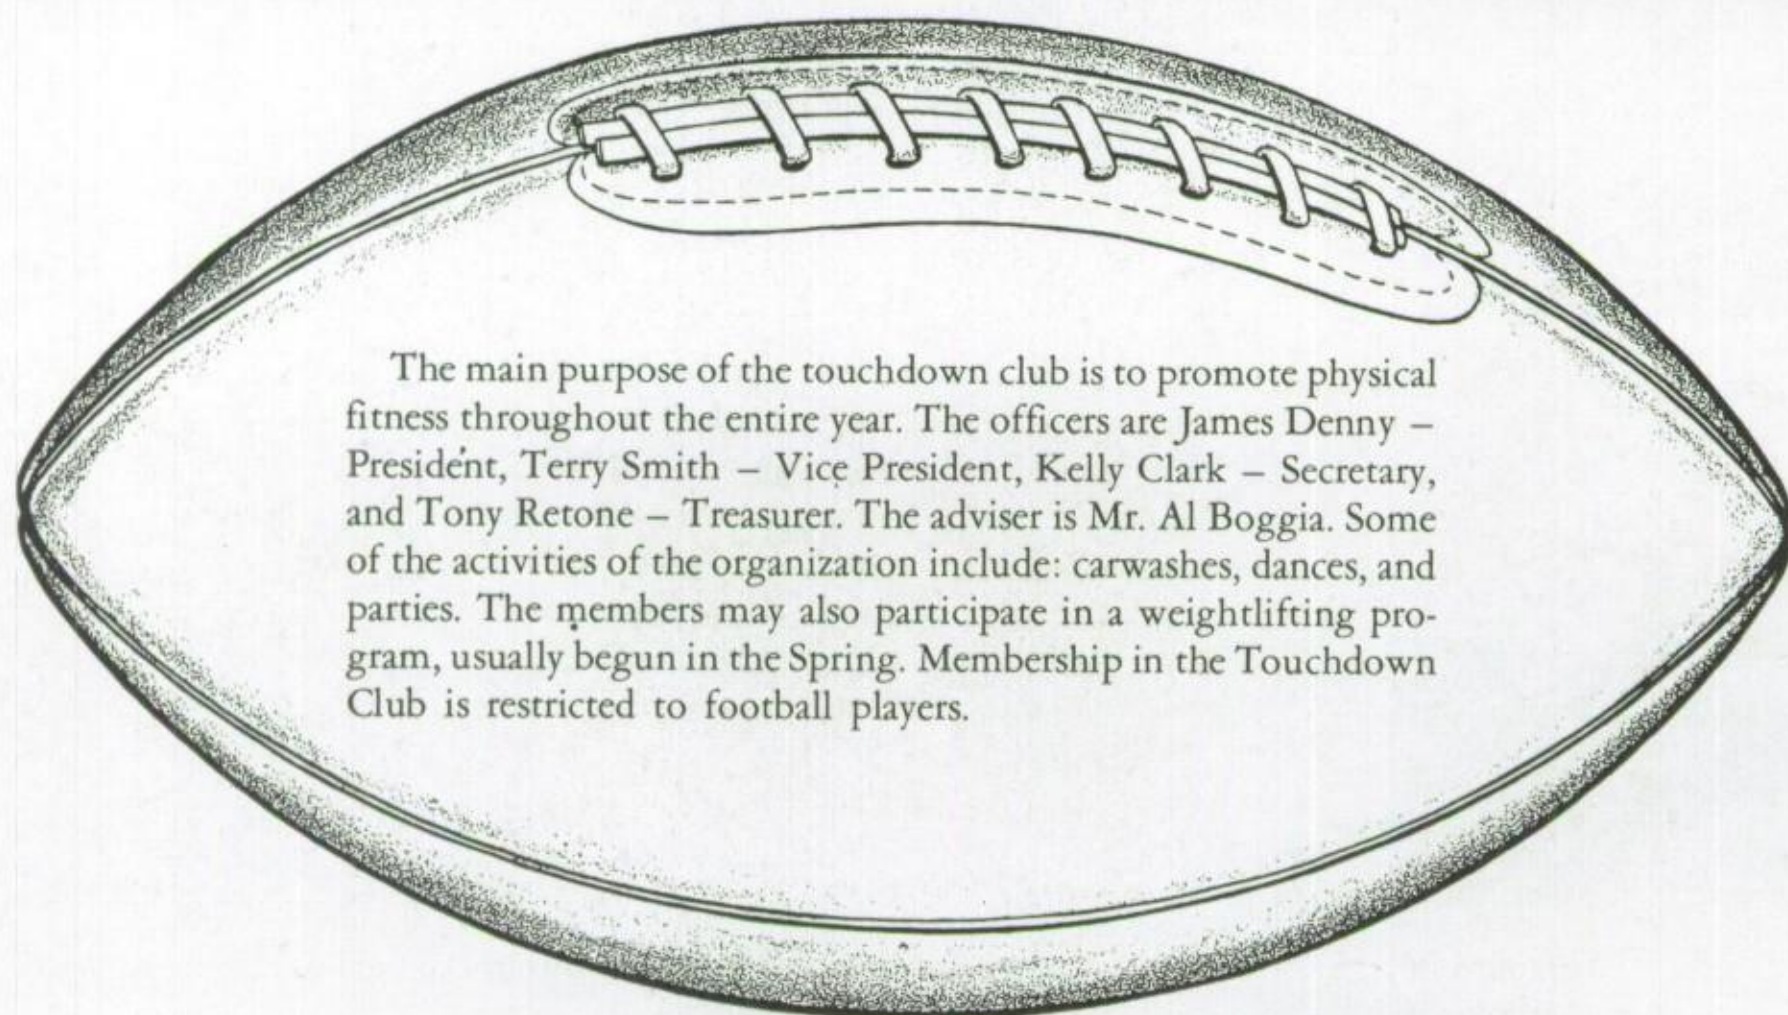 The main purpose of the touchdown club is to promote physical
fitness throughout the entire year. The officers are James Denny –
President, Terry Smith – Vice President, Kelly Clark – Secretary,
and Tony Retone – Treasurer. The adviser is Mr. Al Boggia. Some
of the activities of the organization include: carwashes, dances, and
parties. The members may also participate in a weightlifting pro-
gram, usually begun in the Spring. Membership in the Touchdown
Club is restricted to football players.